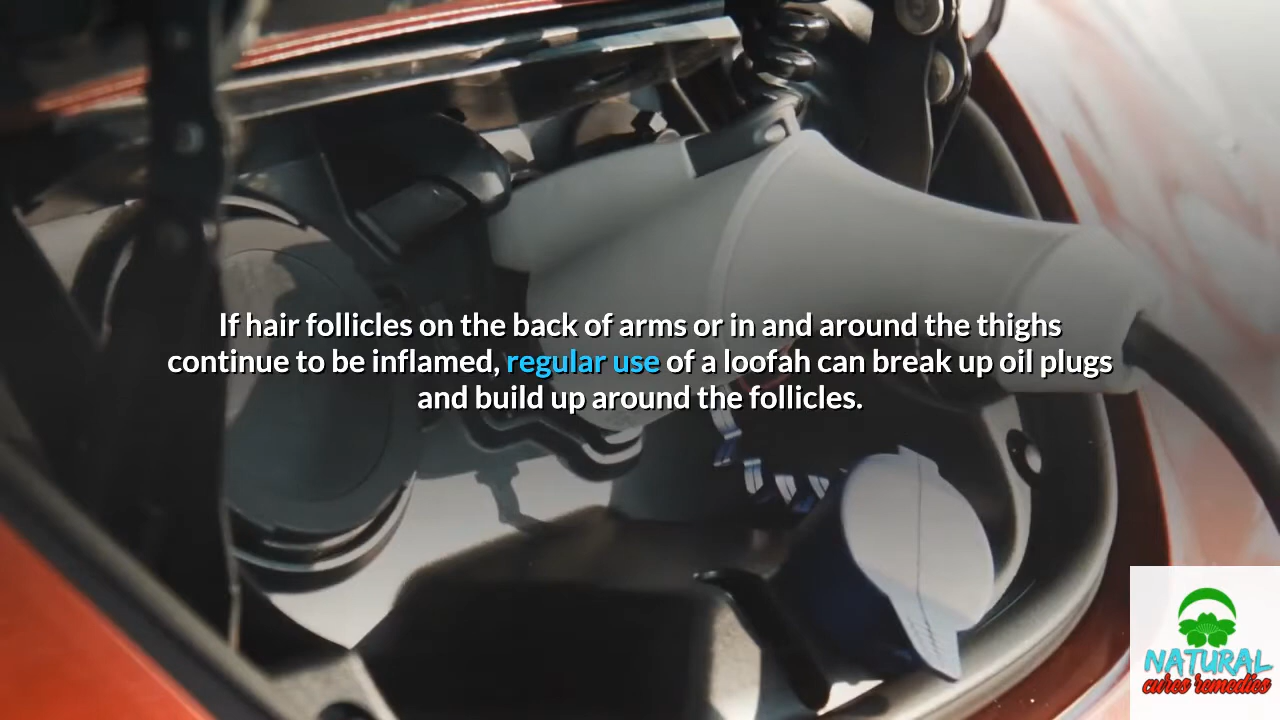 If hair follicles on the back of arms or in and around the thighs
continue to be inflamed, regular use of a loofah can break up oil plugs
and build up around the follicles.
NATURAL
cures remedies